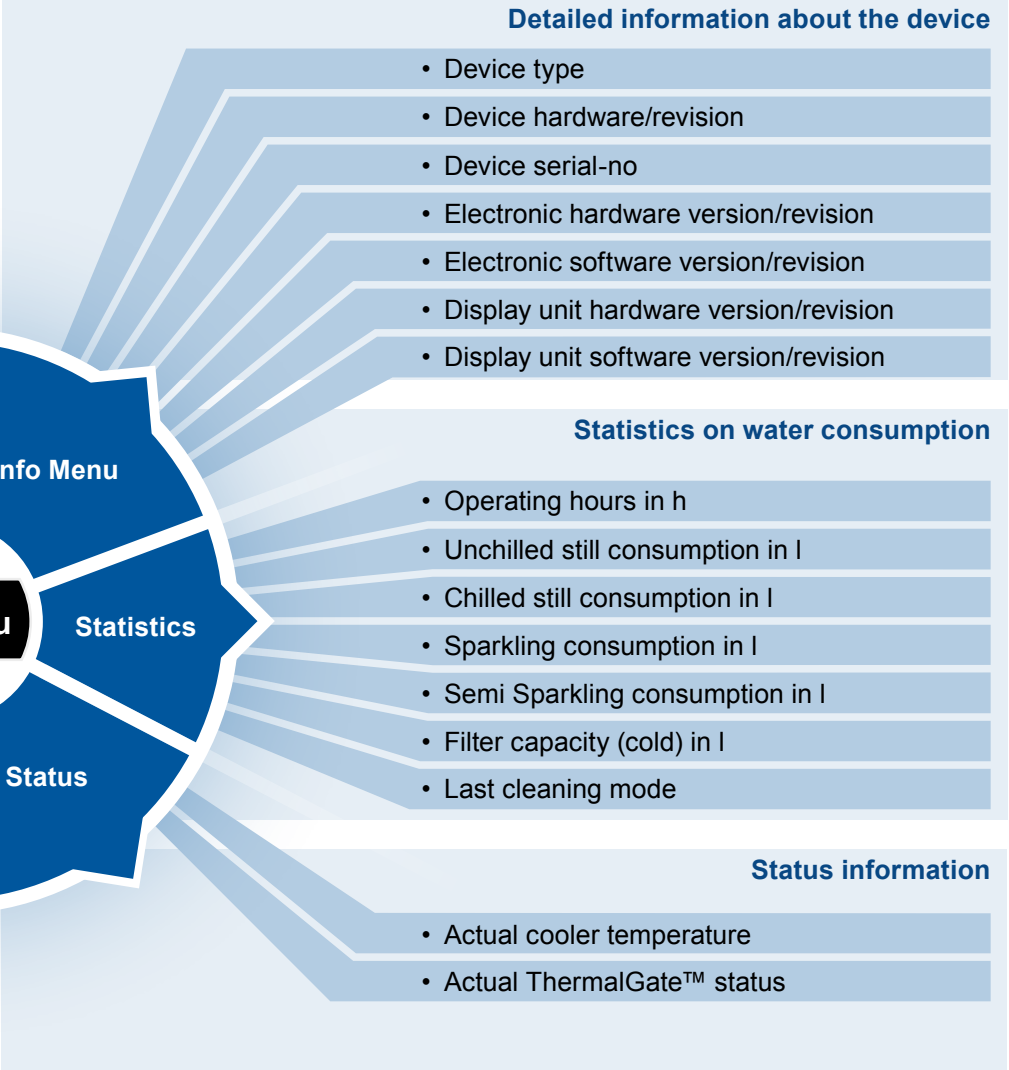 Detailed information about the device
• Device type
• Device hardware/revision
• Device serial-no
• Electronic hardware version/revision
• Electronic software version/revision
• Display unit hardware version/revision
• Display unit software version/revision
nfo Menu
Statistics on water consumption
• Operating hours in h
• Unchilled still consumption in l
• Chilled still consumption in l
• Sparkling consumption in l
• Semi Sparkling consumption in l
• Filter capacity (cold) in l
• Last cleaning mode
u
Statistics
Status
Status information
• Actual cooler temperature
• Actual ThermalGate™ status